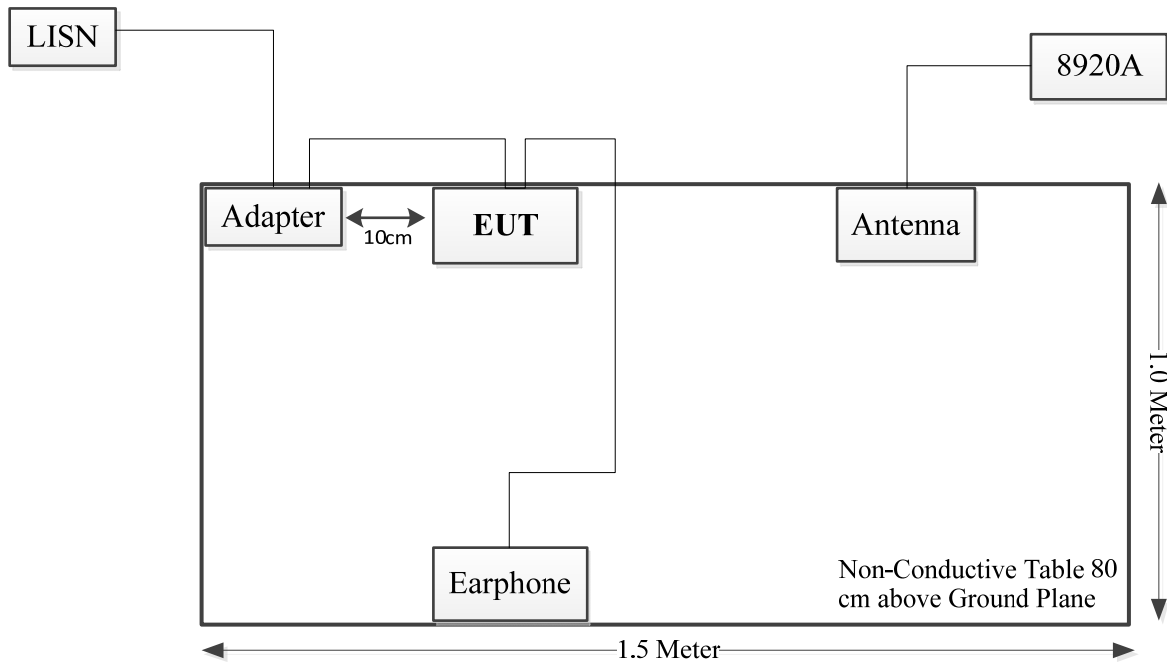 LISN
8920A
Adapter
10cm
EUT
Antenna
1.0 Meter
Earphone
Non-Conductive Table 80
cm above Ground Plane
1.5 Meter